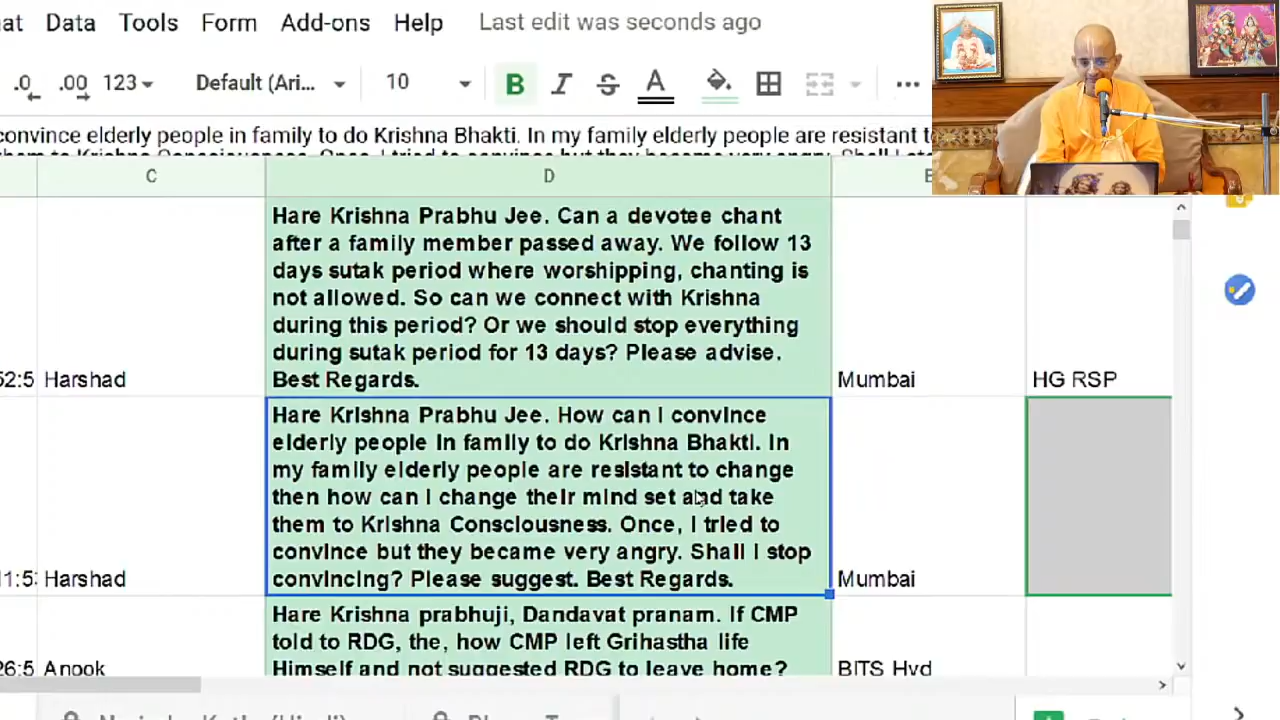 Data Tools Form Add-ons Help Last edit was seconds ago
.0 .00 123 Default (Ari... 10 B I S A
convince elderly people in family to do Krishna Bhakti. In my family elderly people are resistant
C D
Hare Krishna Prabhu Jee. Can a devotee chant
after a family member passed away. We follow 13
days sutak period where worshipping, chanting is
not allowed. So can we connect with Krishna
during this period? Or we should stop everything
during sutak period for 13 days? Please advise.
Best Regards.
Harshad Mumbai HG RSP
Hare Krishna Prabhu Jee. How can I convince
elderly people in family to do Krishna Bhakti. In
my family elderly people are resistant to change
then how can I change their mind set and take
them to Krishna Consciousness. Once, I tried to
convince but they became very angry. Shall I stop
convincing? Please suggest. Best Regards.
Harshad Mumbai
Hare Krishna prabhuji, Dandavat pranam. If CMP
told to RDG, the, how CMP left Grihastha life
Himself and not suggested RDG to leave home?
Anook BITS Hyd